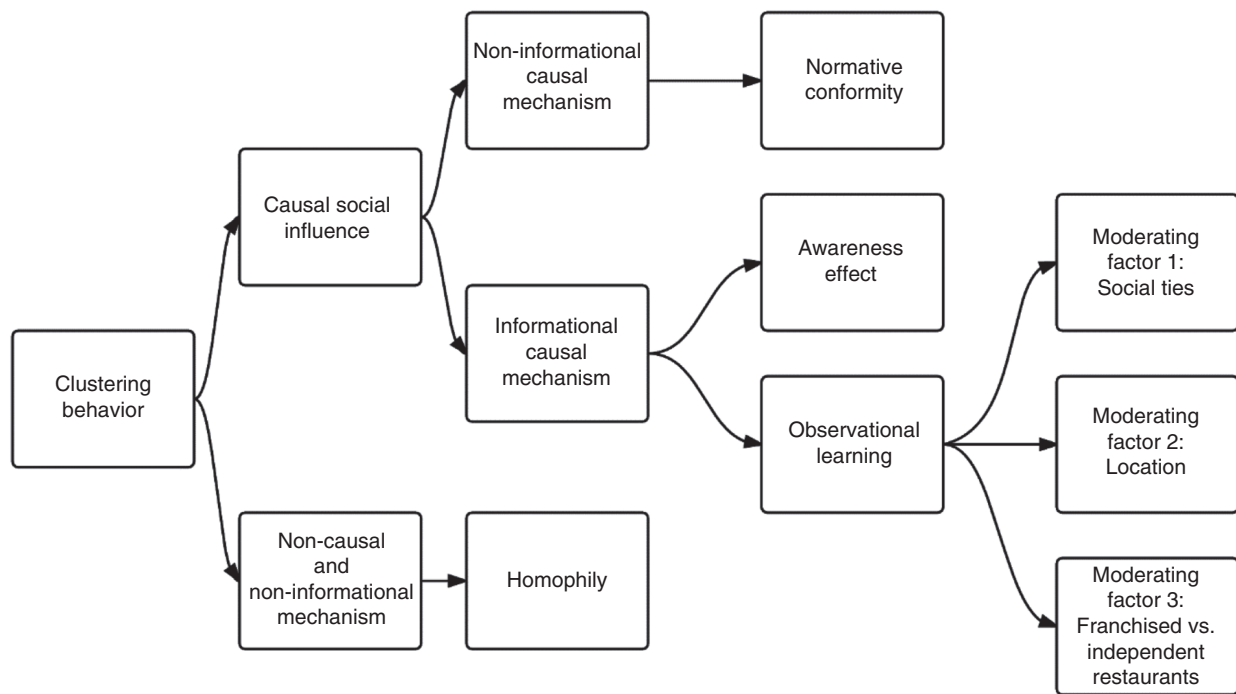 Non-informational
causal
mechanism
Normative
conformity
Causal social
influence
Awareness
effect
Moderating
factor 1:
Social ties
Informational
causal
mechanism
Clustering
behavior
Observational
learning
Moderating
factor 2:
Location
Non-causal
and
non-informational
mechanism
Homophily
Moderating
factor 3:
Franchised vs.
independent
restaurants